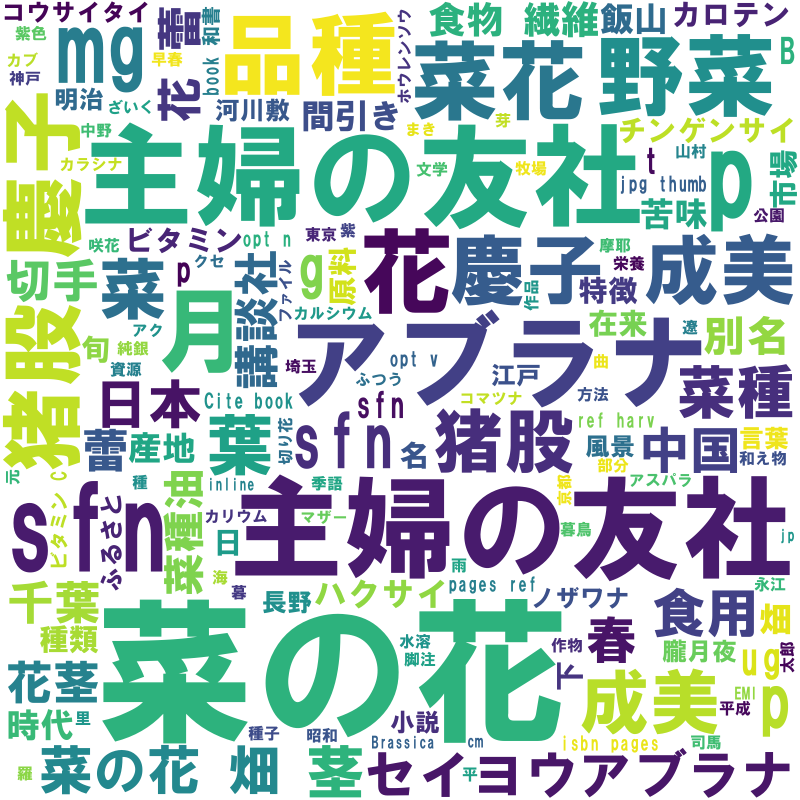 コウサイタイ
紫色
カブ
神戸
mg
蕾
早春
花
book
和書
品種
ホウレンソウ
食物 繊維
飯山
カロテン
B
菜花
野菜
明治
ざいく
河川敷
間引き
慶子
中野
カラシナ
主婦の友社
まき
芽
文学
牧場
チンゲンサイ
t
山村
jpg thumb
p
市場
苦味
公園
咲花
ビタミン
opt n
東京
紫
切手
菜
アク
p
クセ
月
講談社
ファイル
g
原料
カルシウム
花
慶子
作品
摩耶
栄養
特徴
成美
猪股
旬
純銀
資源
在来
遼
別名
埼玉
アブラナ
opt v
ふつう
江戸
曲
方法
コマツナ
菜種
日本
Cite book
sfn
ref harv
蕾
産地
葉
切り花
sfn
名
猪股
風景
部分
中国
言葉
和え物
元
ビタミン C
sfn
ふるさと
種
菜種油
inline
季語
カリウム
マザー
日
アスパラ
京都
主婦の友社
暮鳥
jp
海
暮
雨
千葉
種類
長野
ハクサイ
pages ref
ノザワナ
食用
永江
畑
菜の花
水溶
脚注
作物
春
朧月夜
ug
太郎
花茎
下
成美
EMI
平成
p
時代
里
種子
昭和
小説
Brassica
cm
isbn pages
司馬
羅
菜の花
畑
茎
平
セイヨウアブラナ